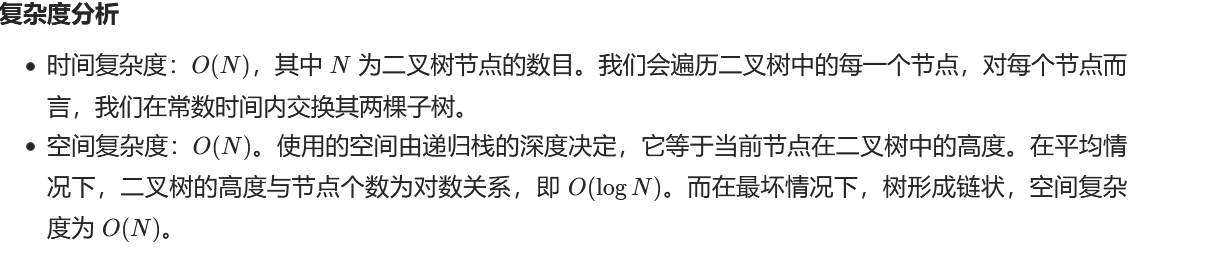 复杂度分析
• 时间复杂度：O(N)，其中 N 为二叉树节点的数目。我们会遍历二叉树中的每一个节点，对每个节点而
言，我们在常数时间内交换其两棵子树。
• 空间复杂度：O(N)。使用的空间由递归栈的深度决定，它等于当前节点在二叉树中的高度。在平均情
况下，二叉树的高度与节点个数为对数关系，即 O(log N)。而在最坏情况下，树形成链状，空间复杂
度为 O(N)。